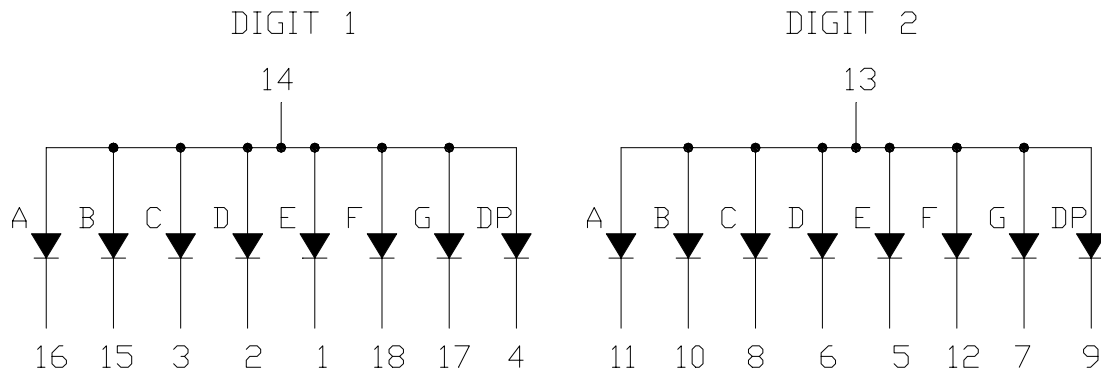 DIGIT 1 DIGIT 2
14 13
A B C D E F G DP A B C D E F G DP
16 15 3 2 1 18 17 4 11 10 8 6 5 12 7 9